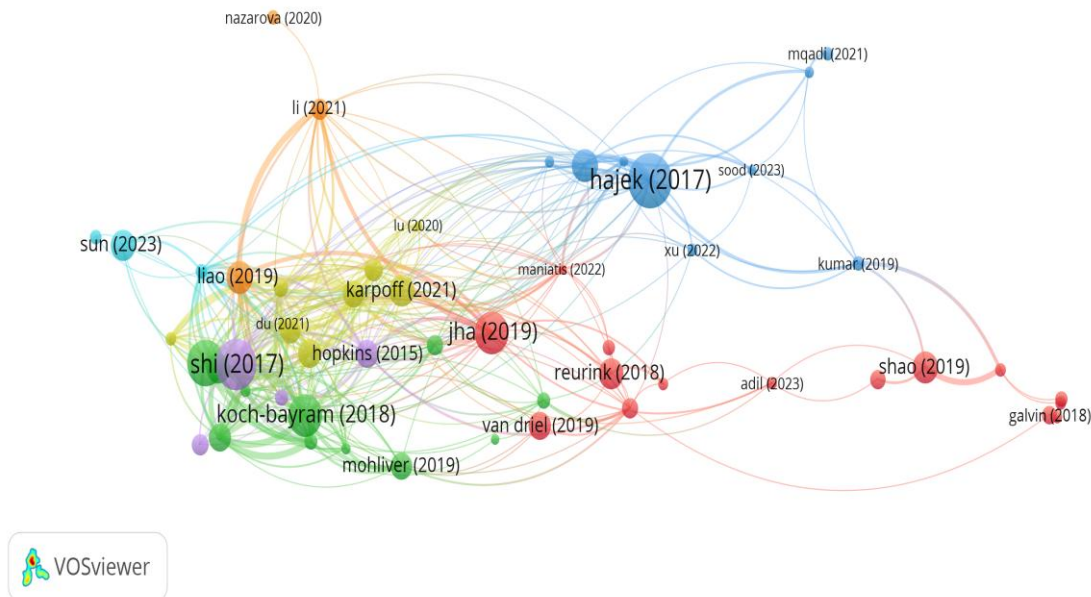 nazarova (2020)
mqadi (2021)
li (2021)
sood (2023)
hajek (2017)
lu (2020)
sun (2023)
xu (2022)
kumar (2019)
maniatis (2022)
liao (2019)
karpoff (2021)
du (2021)
jha (2019)
hopkins (2015)
shi (2017)
reurink (2018)
shao (2019)
adil (2023)
koch-bayram (2018)
galvin (2018)
van driel (2019)
mohliver (2019)
VOSviewer